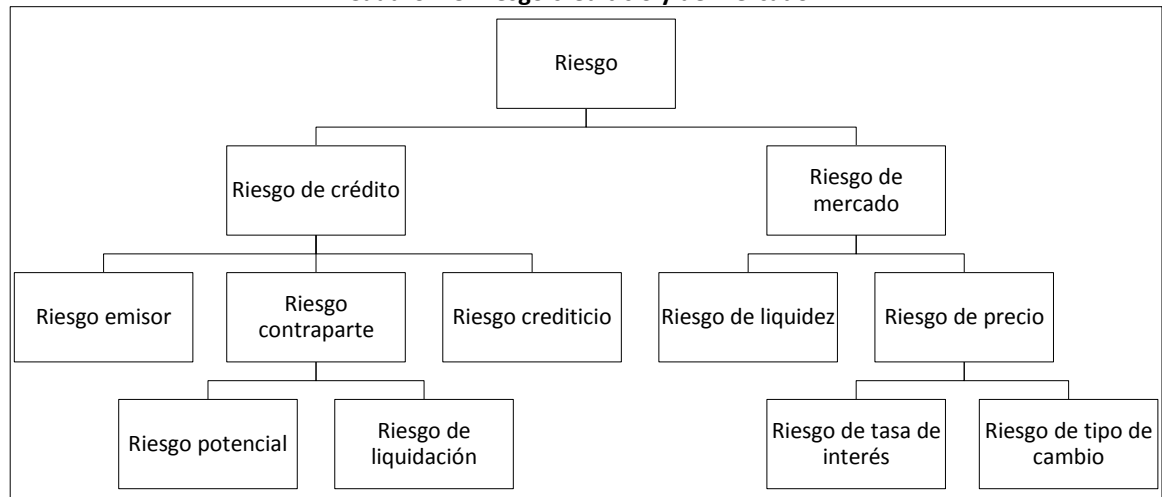 Riesgo
Riesgo de crédito
Riesgo de
mercado
Riesgo emisor
Riesgo
contraparte
Riesgo crediticio
Riesgo de liquidez
Riesgo de precio
Riesgo potencial
Riesgo de
liquidación
Riesgo de tasa de
interés
Riesgo de tipo de
cambio